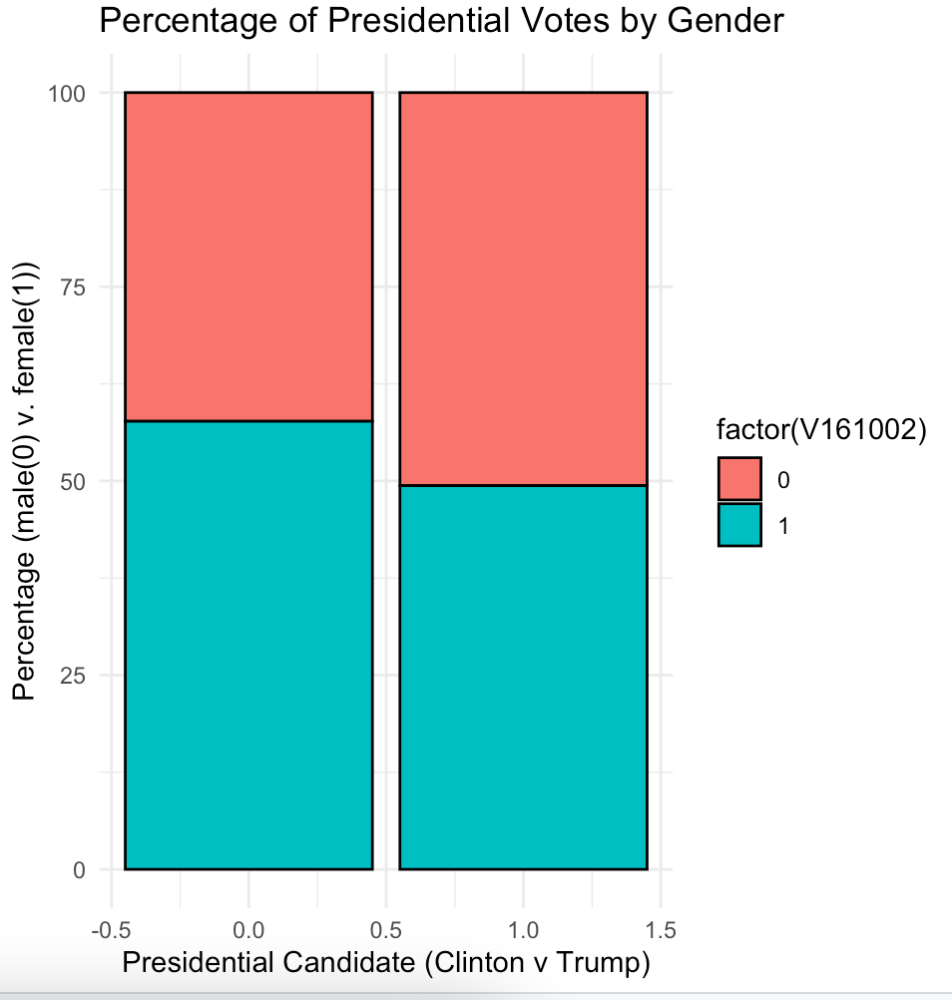 Percentage of Presidential Votes by Gender
Percentage (male(0) v. female(1))
100
75
50
25
0
-0.5 0.0 0.5 1.0 1.5
Presidential Candidate (Clinton v Trump)
factor(V161002)
0
1